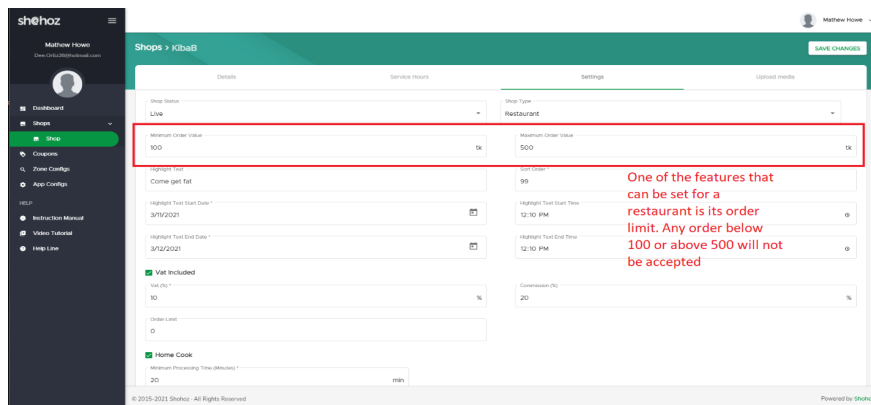 shohoz
Mathew Howe
Mathew Howe
Dew.Ortiz28@hotmail.com
Dashboard
Shops
Shop
Coupons
Zone Configs
App Configs
HELP
Instruction Manual
Video Tutorial
Help Line
Shops > KibaB
SAVE CHANGES
Details
Service Hours
Settings
Upload media
Shop Status
Live
Shop Type
Restaurant
Minimum Order Value
100
tk
Maximum Order Value
500
tk
Highlight Text
Come get fat
Sort Order *
99
Highlight Text Start Date *
3/11/2021
Highlight Text Start Time
12:10 PM
Highlight Text End Date *
3/12/2021
Highlight Text End Time
12:10 PM
One of the features that
can be set for a
restaurant is its order
limit. Any order below
100 or above 500 will not
be accepted
Vat Included
Vat (%) *
10
%
Commission (%)
20
%
Order Limit
0
Home Cook
Minimum Processing Time (Minutes) *
20
min
© 2015-2021 Shohoz - All Rights Reserved
Powered by Shohoz